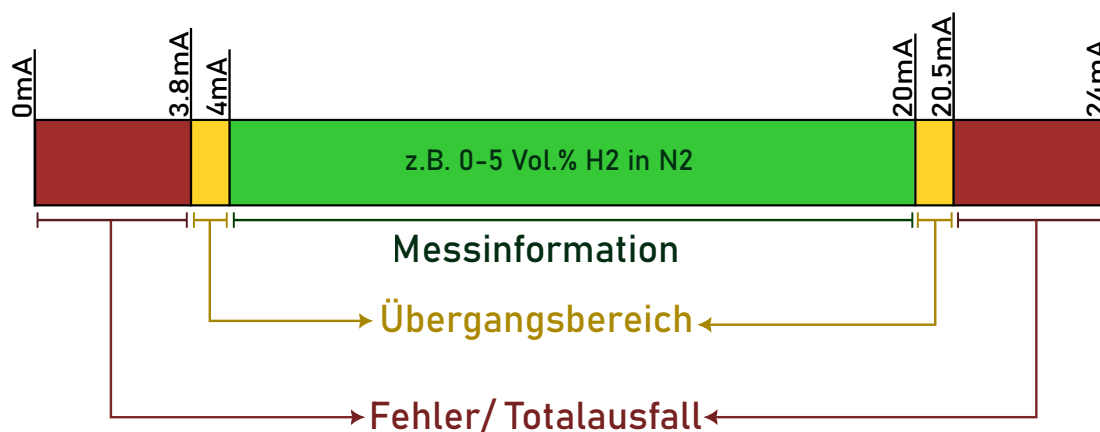 0mA
3.8mA
4mA
20mA
20.5mA
z.B. 0-5 Vol.% H2 in N2
Messinformation
Übergangsbereich
Fehler/ Totalausfall